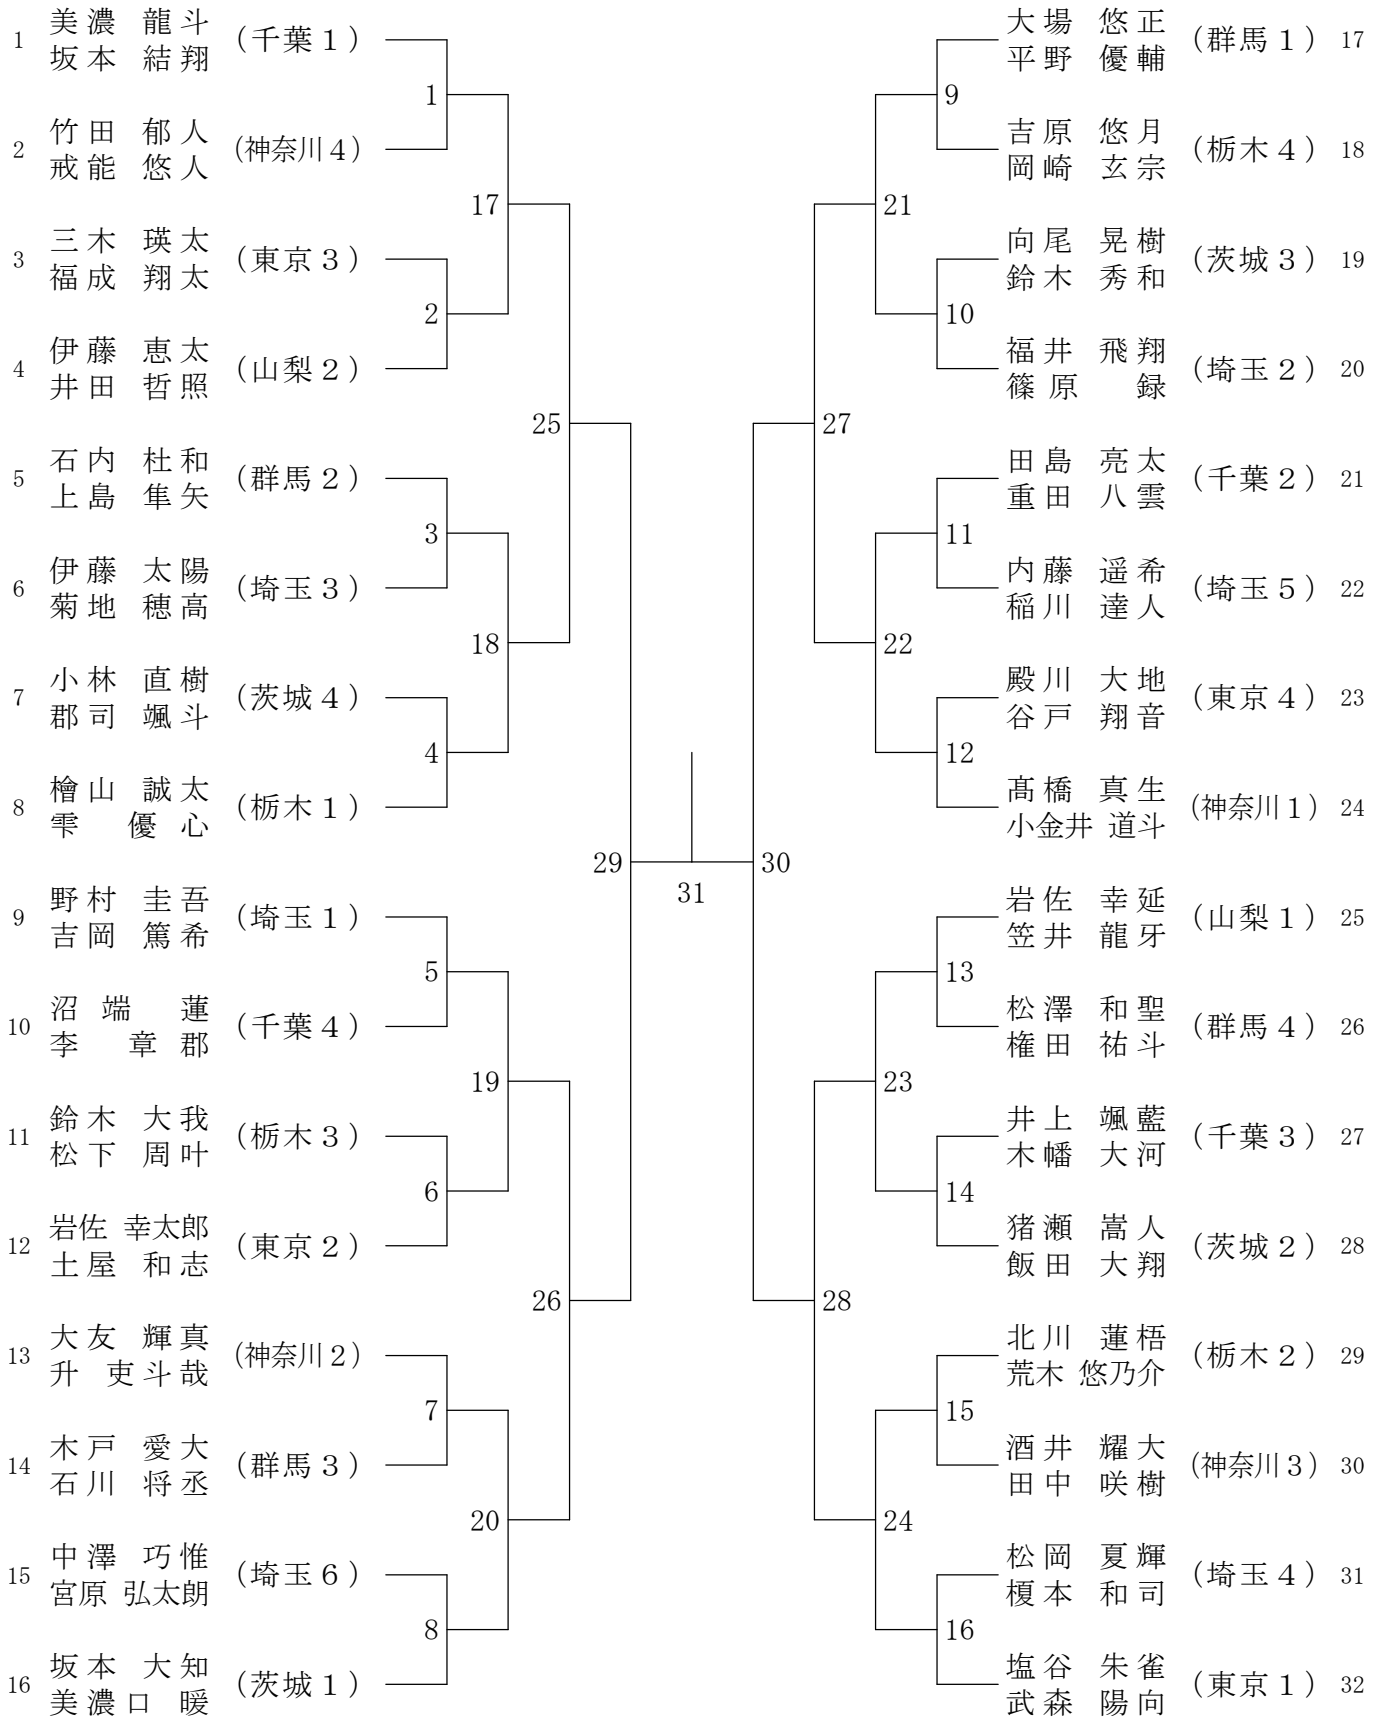 1 美濃 龍斗 (千葉１)
坂本 結翔
2 竹田 郁人 (神奈川４)
戒能 悠人
3 三木 瑛太 (東京３)
福成 翔太
4 伊藤 恵太 (山梨２)
井田 哲照
5 石内 杜和 (群馬２)
上島 隼矢
6 伊藤 太陽 (埼玉３)
菊地 穂高
7 小林 直樹 (茨城４)
郡司 颯斗
8 檜山 誠太 (栃木１)
雫 優心
9 野村 圭吾 (埼玉１)
吉岡 篤希
10 沼端 蓮 (千葉４)
李 章郡
11 鈴木 大我 (栃木３)
松下 周叶
12 岩佐 幸太郎 (東京２)
土屋 和志
13 大友 輝真 (神奈川２)
升 吏斗哉
14 木戸 愛大 (群馬３)
石川 将丞
15 中澤 巧惟 (埼玉６)
宮原 弘太朗
16 坂本 大知 (茨城１)
美濃口 暖
1
2
3
4
5
6
7
8
17
18
19
20
25
26
29
31
30
27
28
21
22
23
24
9
10
11
12
13
14
15
16
大場 悠正 (群馬１) 17
平野 優輔
吉原 悠月 (栃木４) 18
岡崎 玄宗
向尾 晃樹 (茨城３) 19
鈴木 秀和
福井 飛翔 (埼玉２) 20
篠原 録
田島 亮太 (千葉２) 21
重田 八雲
内藤 遥希 (埼玉５) 22
稲川 達人
殿川 大地 (東京４) 23
谷戸 翔音
髙橋 真生 (神奈川１) 24
小金井 道斗
岩佐 幸延 (山梨１) 25
笠井 龍牙
松澤 和聖 (群馬４) 26
権田 祐斗
井上 颯藍 (千葉３) 27
木幡 大河
猪瀬 嵩人 (茨城２) 28
飯田 大翔
北川 蓮梧 (栃木２) 29
荒木 悠乃介
酒井 耀大 (神奈川３) 30
田中 咲樹
松岡 夏輝 (埼玉４) 31
榎本 和司
塩谷 朱雀 (東京１) 32
武森 陽向